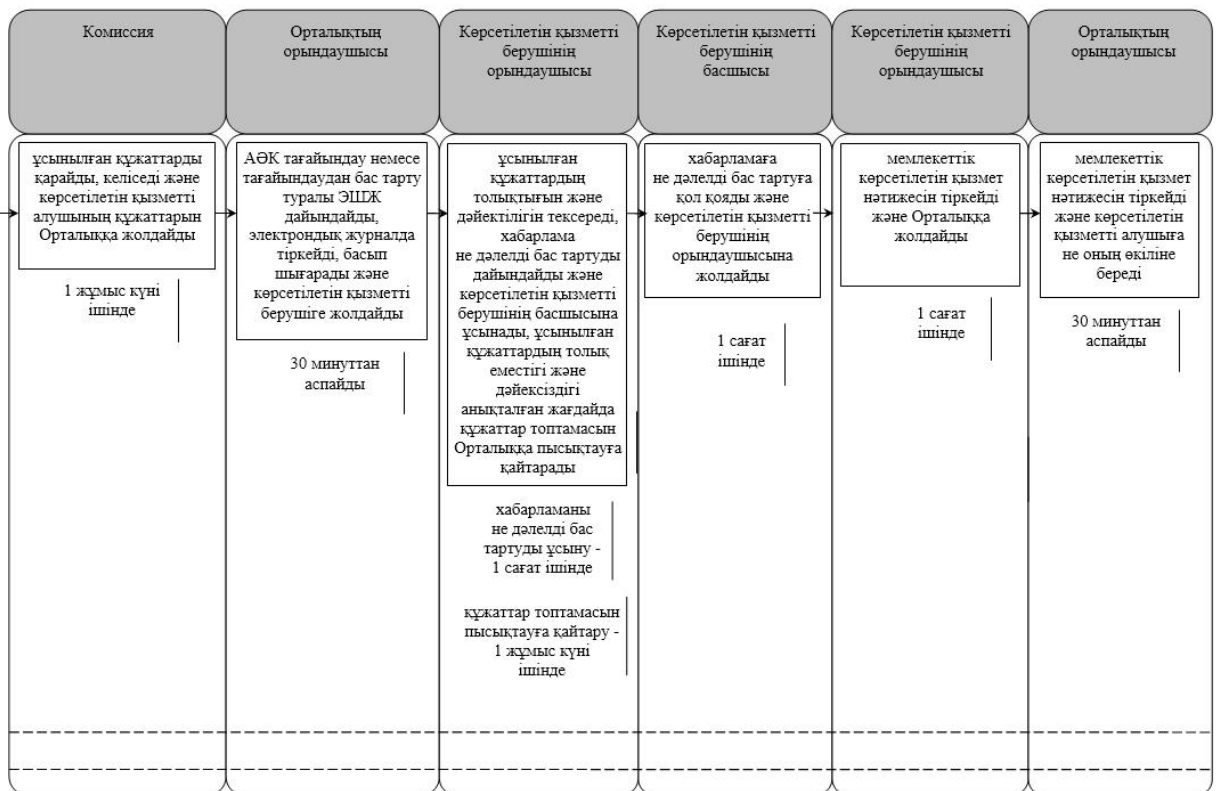 Комиссия
Орталықтың
орындаушысы
Көрсетілетін қызметті
берушінің
орындаушысы
Көрсетілетін қызметті
берушінің
басшысы
Көрсетілетін қызметті
берушінің
орындаушысы
Орталықтың
орындаушысы
ұсынылған құжаттарды
қарайды, келіседі және
көрсетілетін қызметті
алушының құжаттарын
Орталыққа жолдайды
1 жұмыс күні
ішінде
АӘК тағайындау немесе
тағайындаудан бас тарту
туралы ЭШЖ
дайындайды,
электрондық журналда
тіркейді, басып
шығарады және
көрсетілетін қызметті
берушіге жолдайды
30 минуттан
аспайды
ұсынылған
құжаттардың
толықтығын және
дәйектілігін тексереді,
хабарлама
не дәлелді бас тартуды
дайындайды және
көрсетілетін қызметті
берушінің басшысына
ұсынады, ұсынылған
құжаттардың толық
еместігі және
дәйексіздігі
анықталған жағдайда
құжаттар топтамасын
Орталыққа пысықтауға
қайтарады
хабарламаны
не дәлелді бас
тартуды ұсыну -
1 сағат ішінде
құжаттар топтамасын
пысықтауға қайтару -
1 жұмыс күні
ішінде
хабарламаға
не дәлелді бас тартуға
қол қояды және
көрсетілетін қызметті
берушінің
орындаушысына
жолдайды
1 сағат
ішінде
мемлекеттік
көрсетілетін қызмет
нәтижесін тіркейді
және Орталыққа
жолдайды
1 сағат
ішінде
мемлекеттік
көрсетілетін қызмет
нәтижесін тіркейді
және көрсетілетін
қызметті алушыға
не оның өкіліне
береді
30 минуттан
аспайды